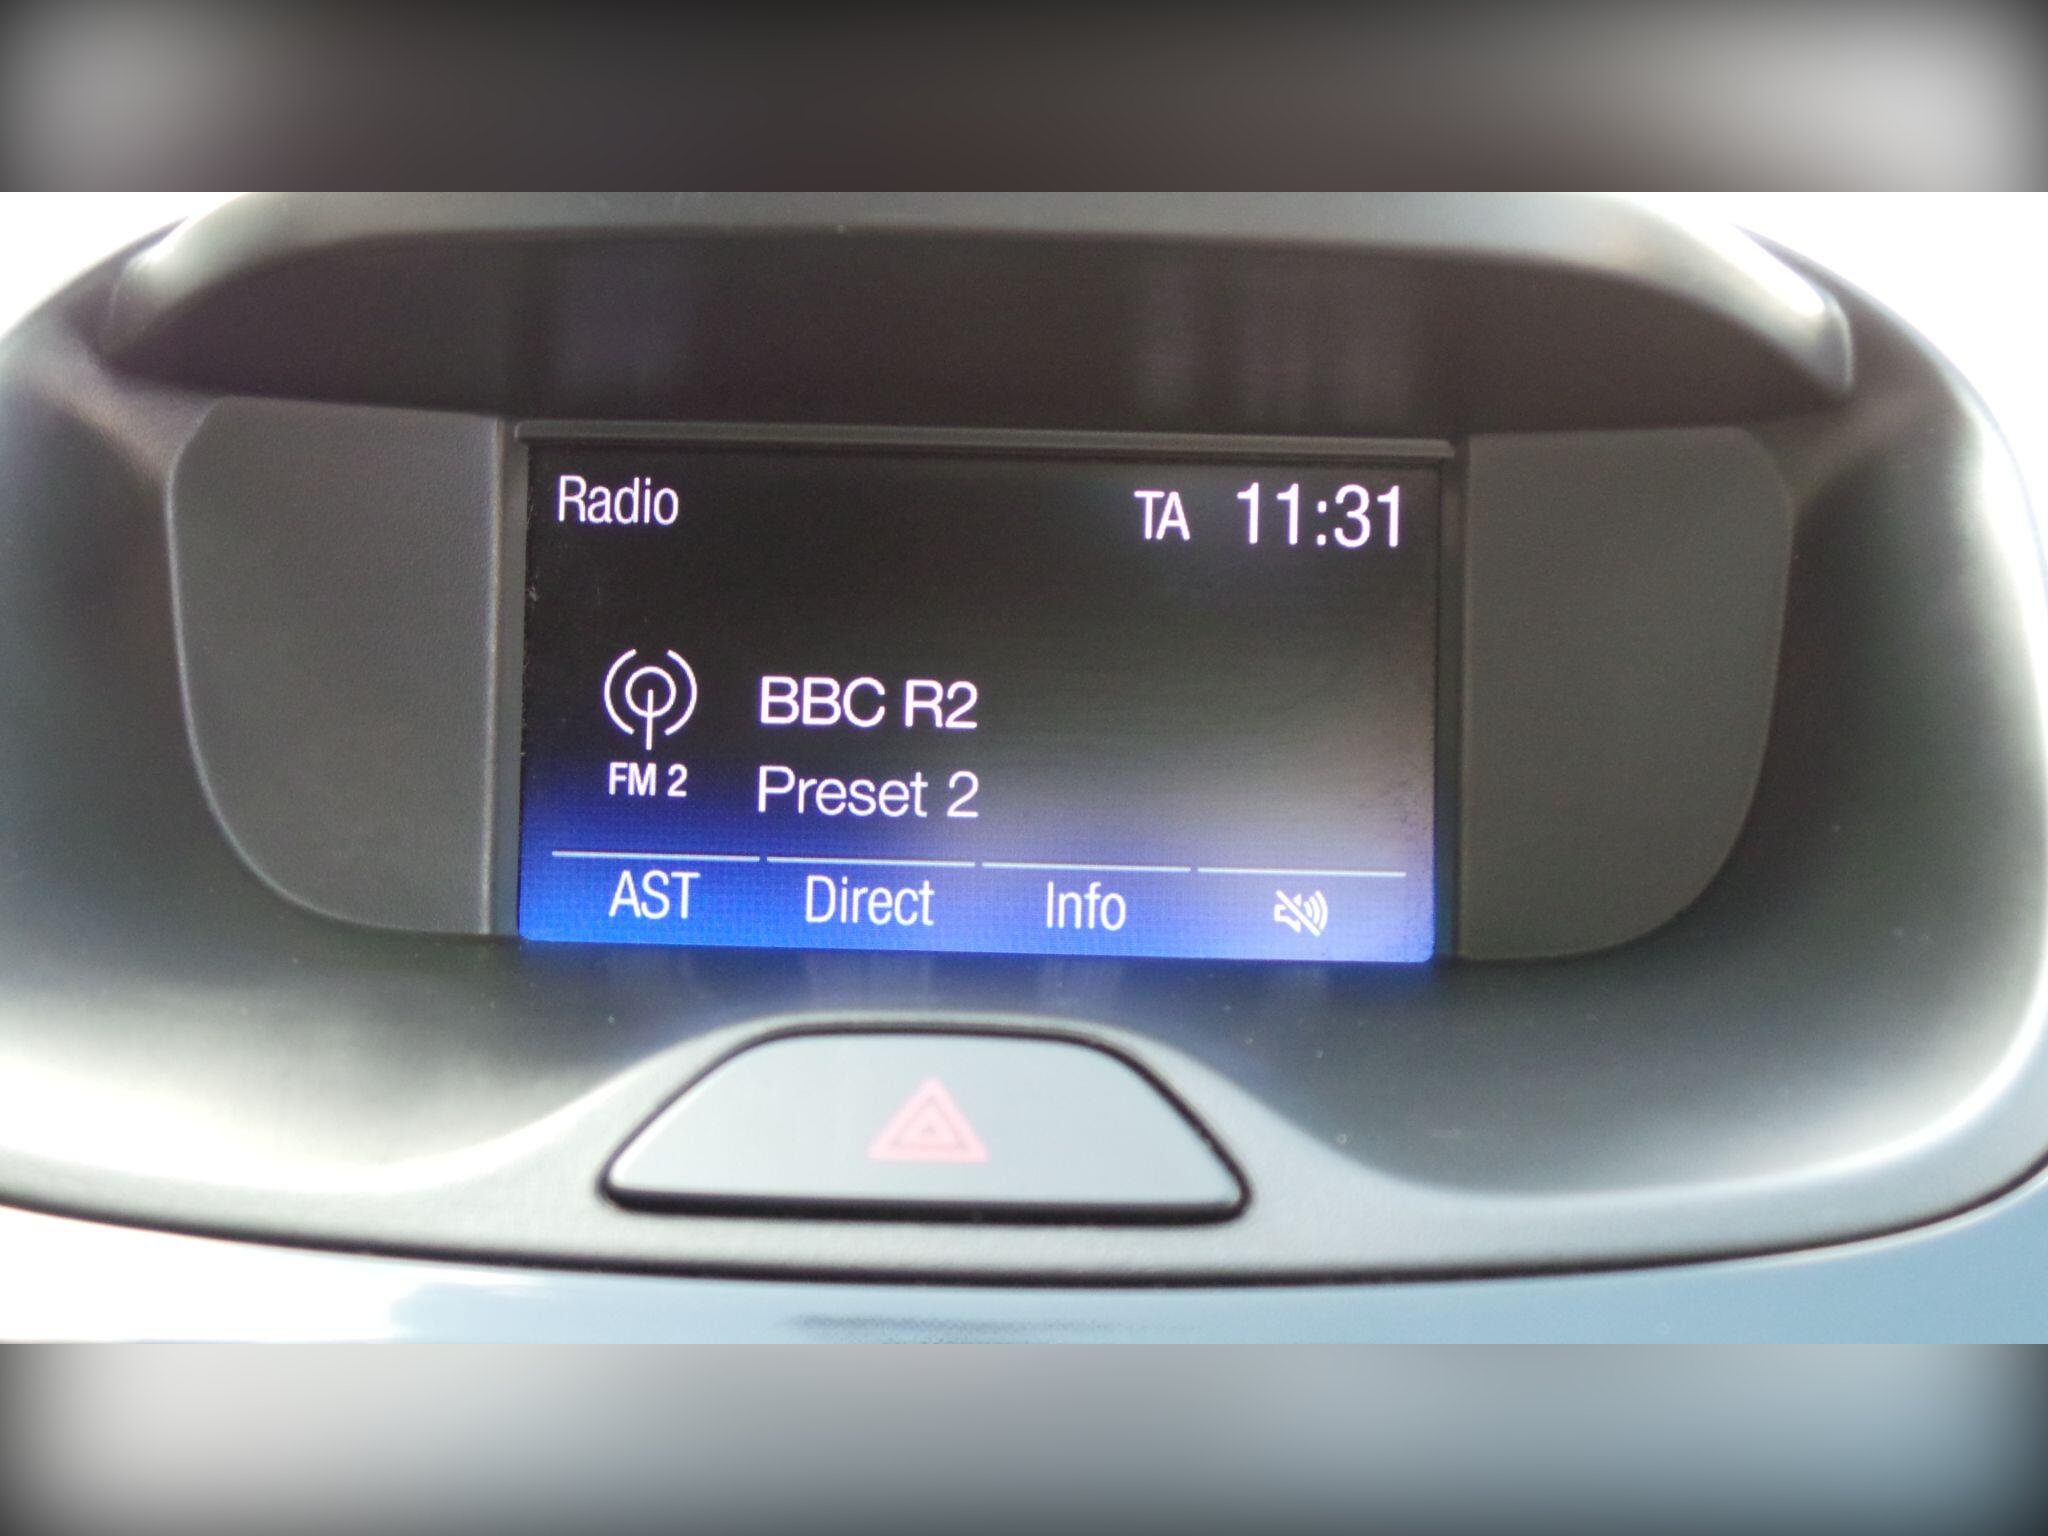 Radio TA 11:31
BBC R2
FM 2 Preset 2
AST Direct Info